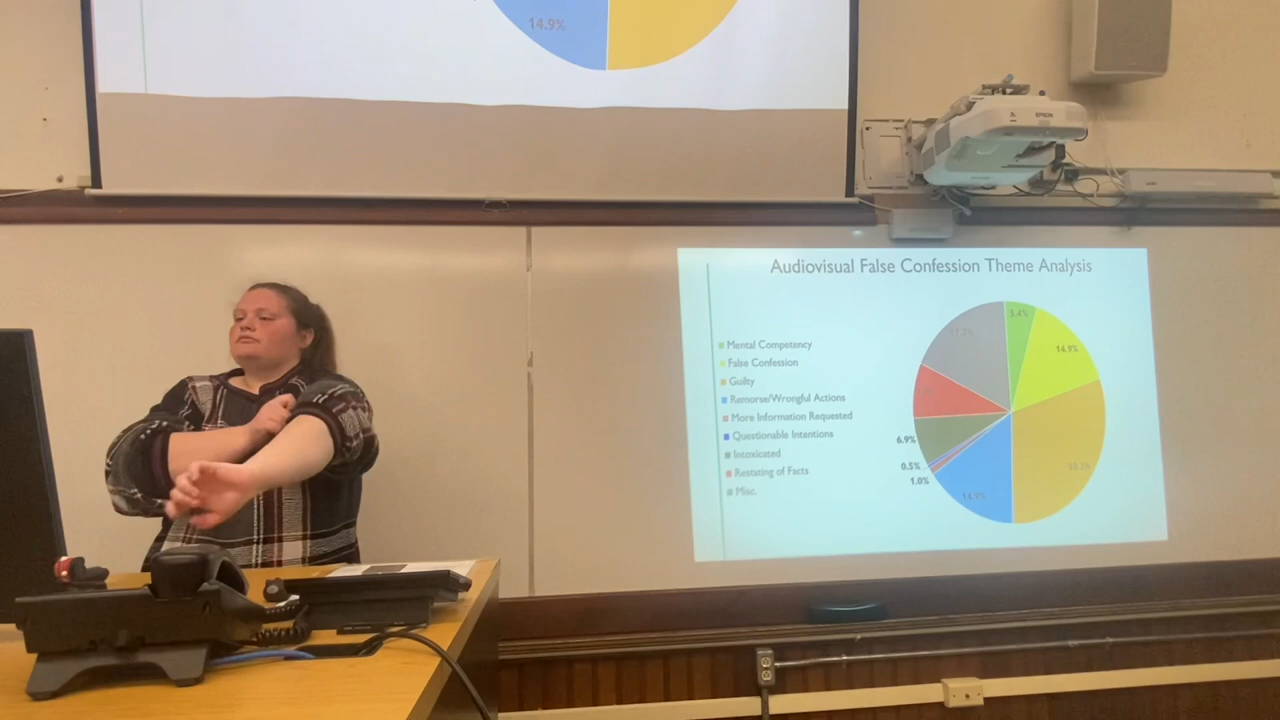 14.9%
EPSON
Audiovisual False Confession Theme Analysis
3.4%
14.9%
Mental Competency
False Confession
Guilty
Remorse/Wrongful Actions
More Information Requested
Questionable Intentions
Intoxicated
Restating of Facts
Misc.
6.9%
0.5%
1.0%
14.9%